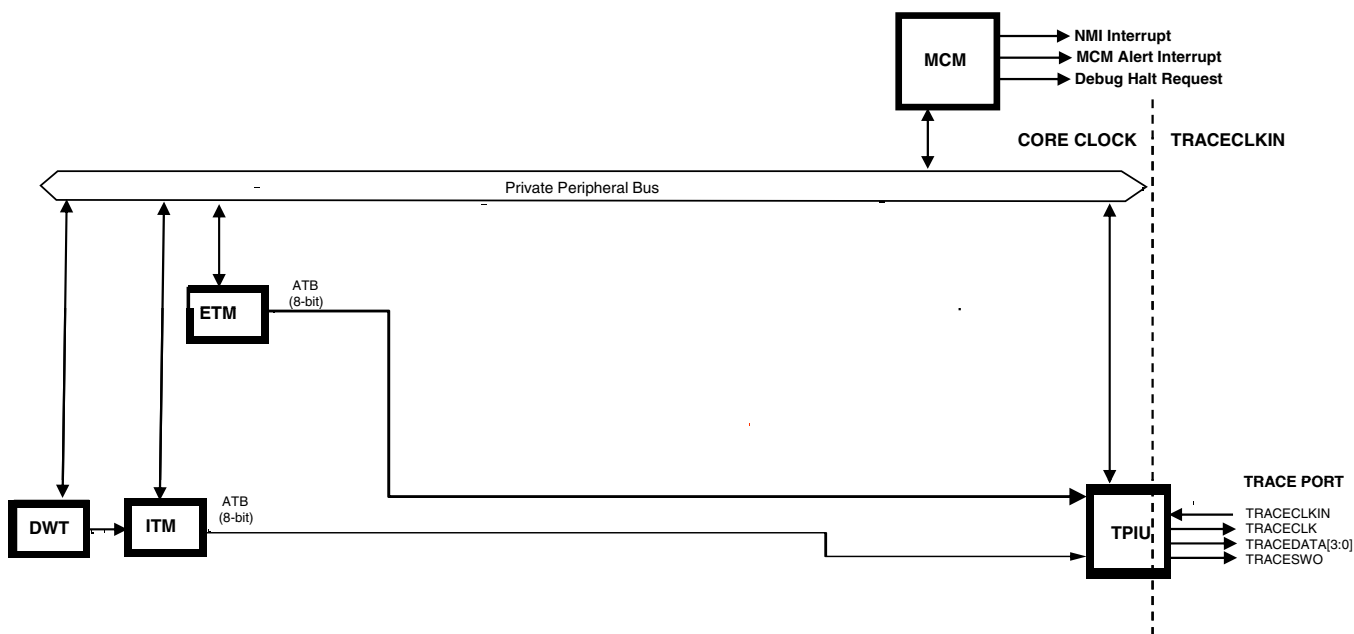 MCM
NMI Interrupt
MCM Alert Interrupt
Debug Halt Request
CORE CLOCK
TRACECLKIN
Private Peripheral Bus
ETM
ATB
(8-bit)
DWT
ITM
ATB
(8-bit)
TPIU
TRACE PORT
TRACECLKIN
TRACECLK
TRACEDATA[3:0]
TRACESWO